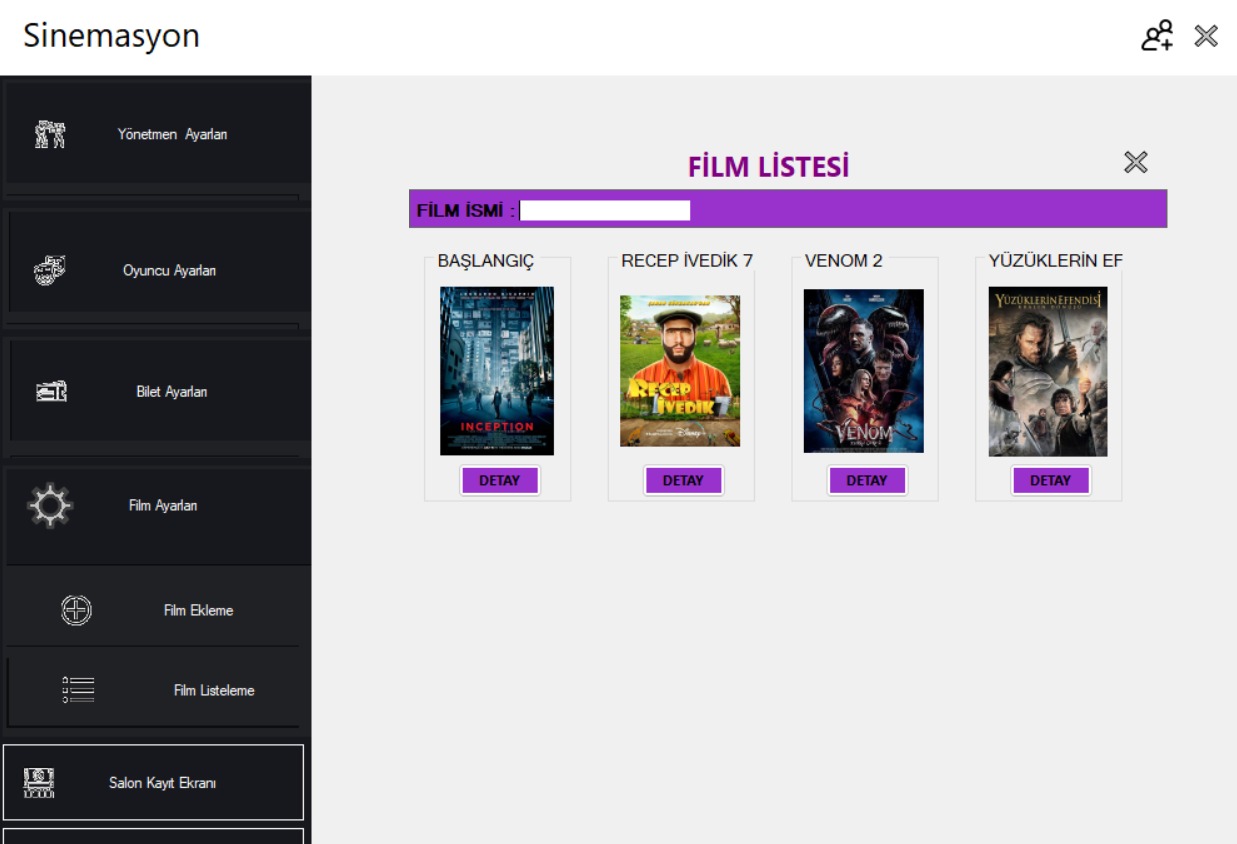 Sinemasyon
Yönetmen Ayarları
Oyuncu Ayarları
Bilet Ayarları
Film Ayarları
Film Ekleme
Film Listeleme
Salon Kayıt Ekranı
FİLM LİSTESİ
FİLM İSMİ :
BAŞLANGIÇ
INCEPTION
DETAY
RECEP İVEDİK 7
RECEP
İVEDİK 7
Disney+
DETAY
VENOM 2
VENOM
DETAY
YÜZÜKLERİN EF
YÜZÜKLERİN EFENDİSİ
DETAY